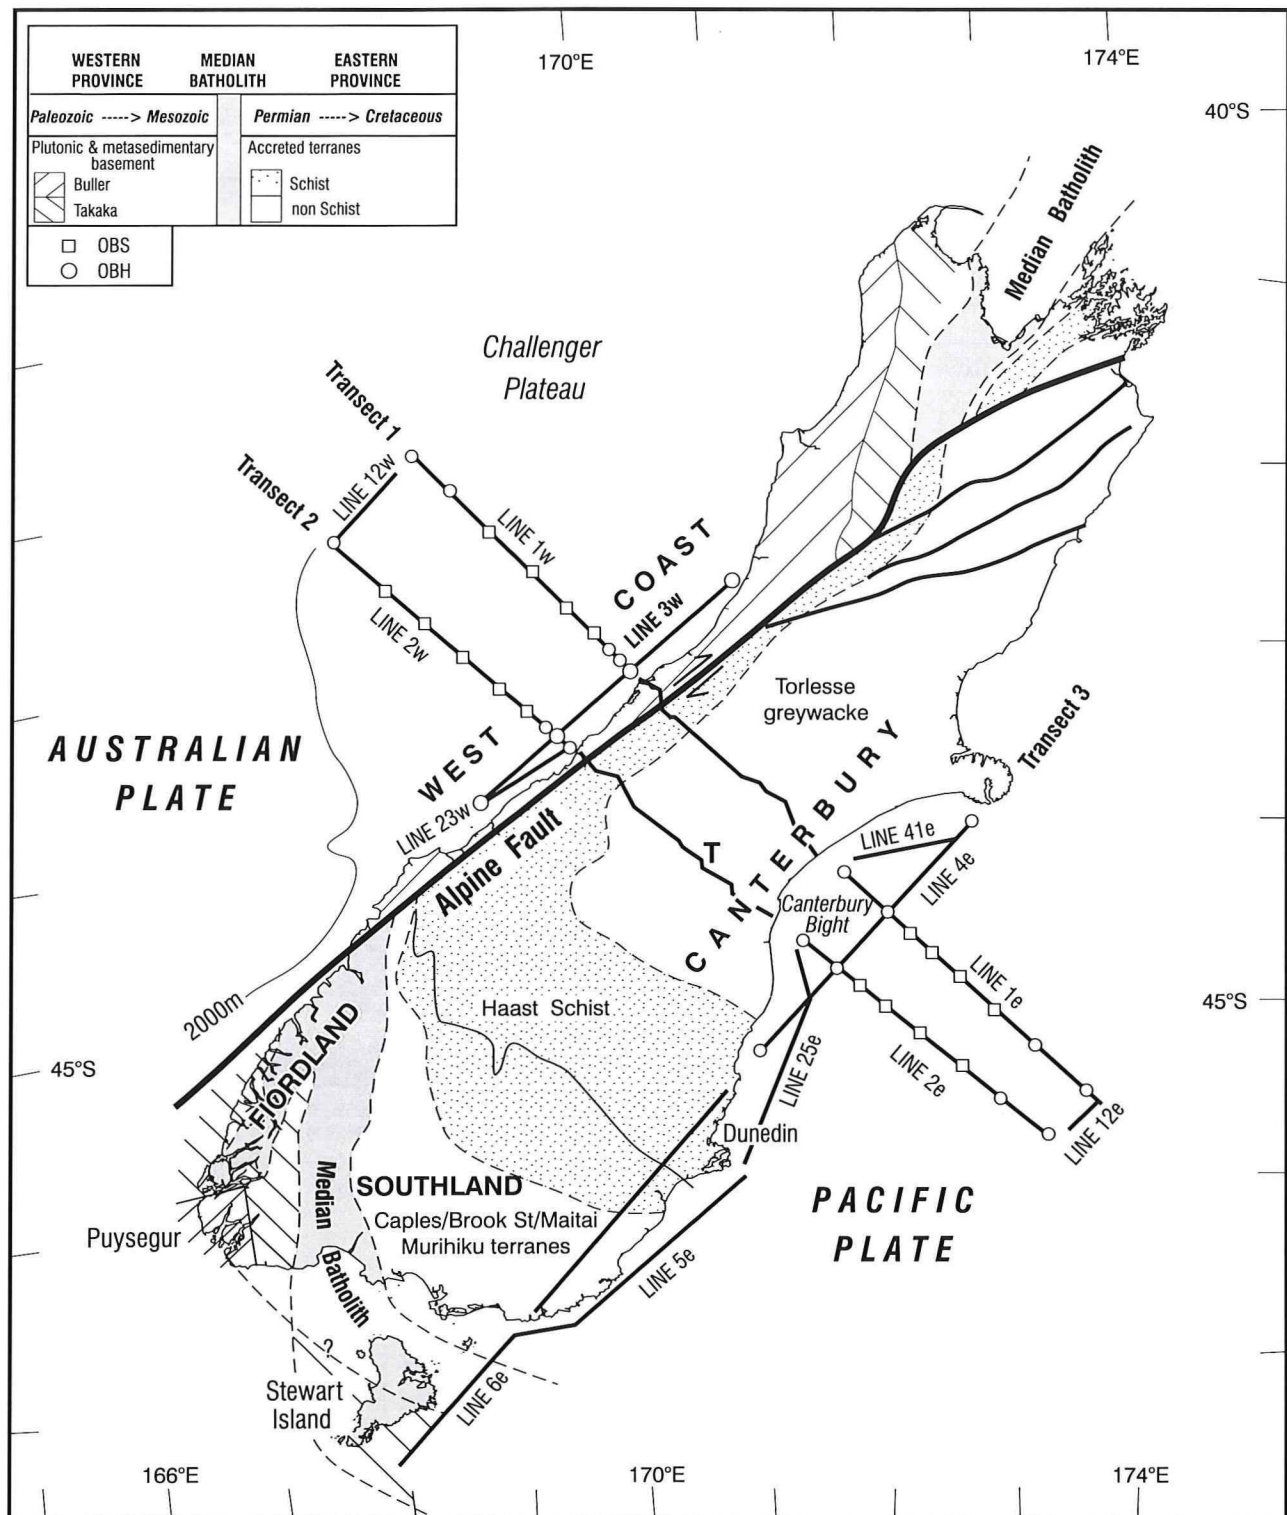 WESTERN PROVINCE
MEDIAN BATHOLITH
EASTERN PROVINCE
Paleozoic -----> Mesozoic
Permian ----> Cretaceous
Plutonic & metasedimentary
basement
Buller
Takaka
Accreted terranes
Schist
non Schist
OBS
OBH
170°E
174°E
40°S
Median Batholith
Challenger
Plateau
Transect 1
Transect 2
LINE 12w
LINE 1w
LINE 2w
COAST
LINE 3w
WEST
LINE 23w
AUSTRALIAN
PLATE
Torlesse
greywacke
Transect 3
Alpine Fault
T
CANTERBURY
LINE 41e
LINE 4e
Canterbury
Bight
LINE 1e
45°S
2000m
Haast Schist
LINE 25e
LINE 2e
LINE 12e
45°S
FIORDLAND
Dunedin
Median
Batholith
SOUTHLAND
Caples/Brook St/Maitai
Murihiku terranes
PACIFIC
PLATE
Puysegur
LINE 5e
?
Stewart
Island
LINE 6e
166°E
170°E
174°E